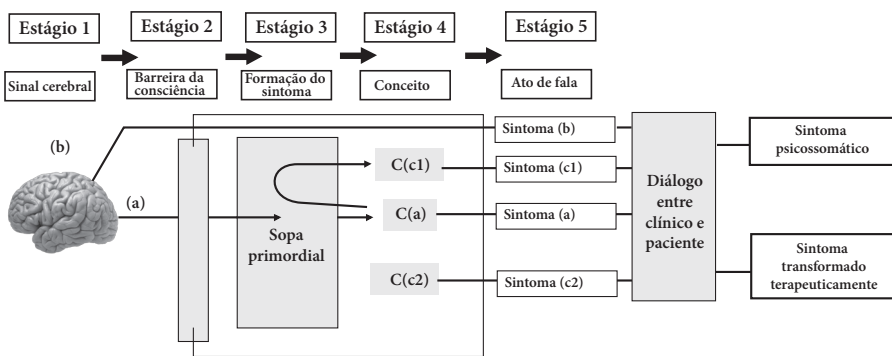 Estágio 1
Estágio 2
Estágio 3
Estágio 4
Estágio 5
Sinal cerebral
Barreira da
consciência
Formação do
sintoma
Conceito
Ato de fala
(b)
(a)
Sopa
primordial
C(c1)
C(a)
C(c2)
Sintoma (b)
Sintoma (c1)
Sintoma (a)
Sintoma (c2)
Diálogo
entre
clínico e
paciente
Sintoma
psicossomático
Sintoma
transformado
terapeuticamente